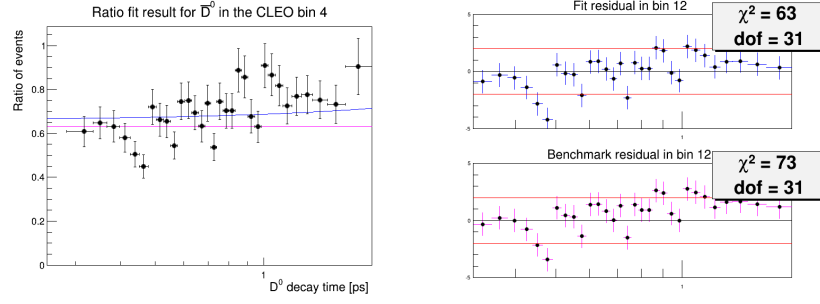 Ratio fit result for D̅⁰ in the CLEO bin 4
Ratio of events
1
0.8
0.6
0.4
0.2
0
1
D⁰ decay time [ps]
Fit residual in bin 12
χ² = 63
dof = 31
5
0
-5
1
Benchmark residual in bin 12
χ² = 73
dof = 31
5
0
-5
1